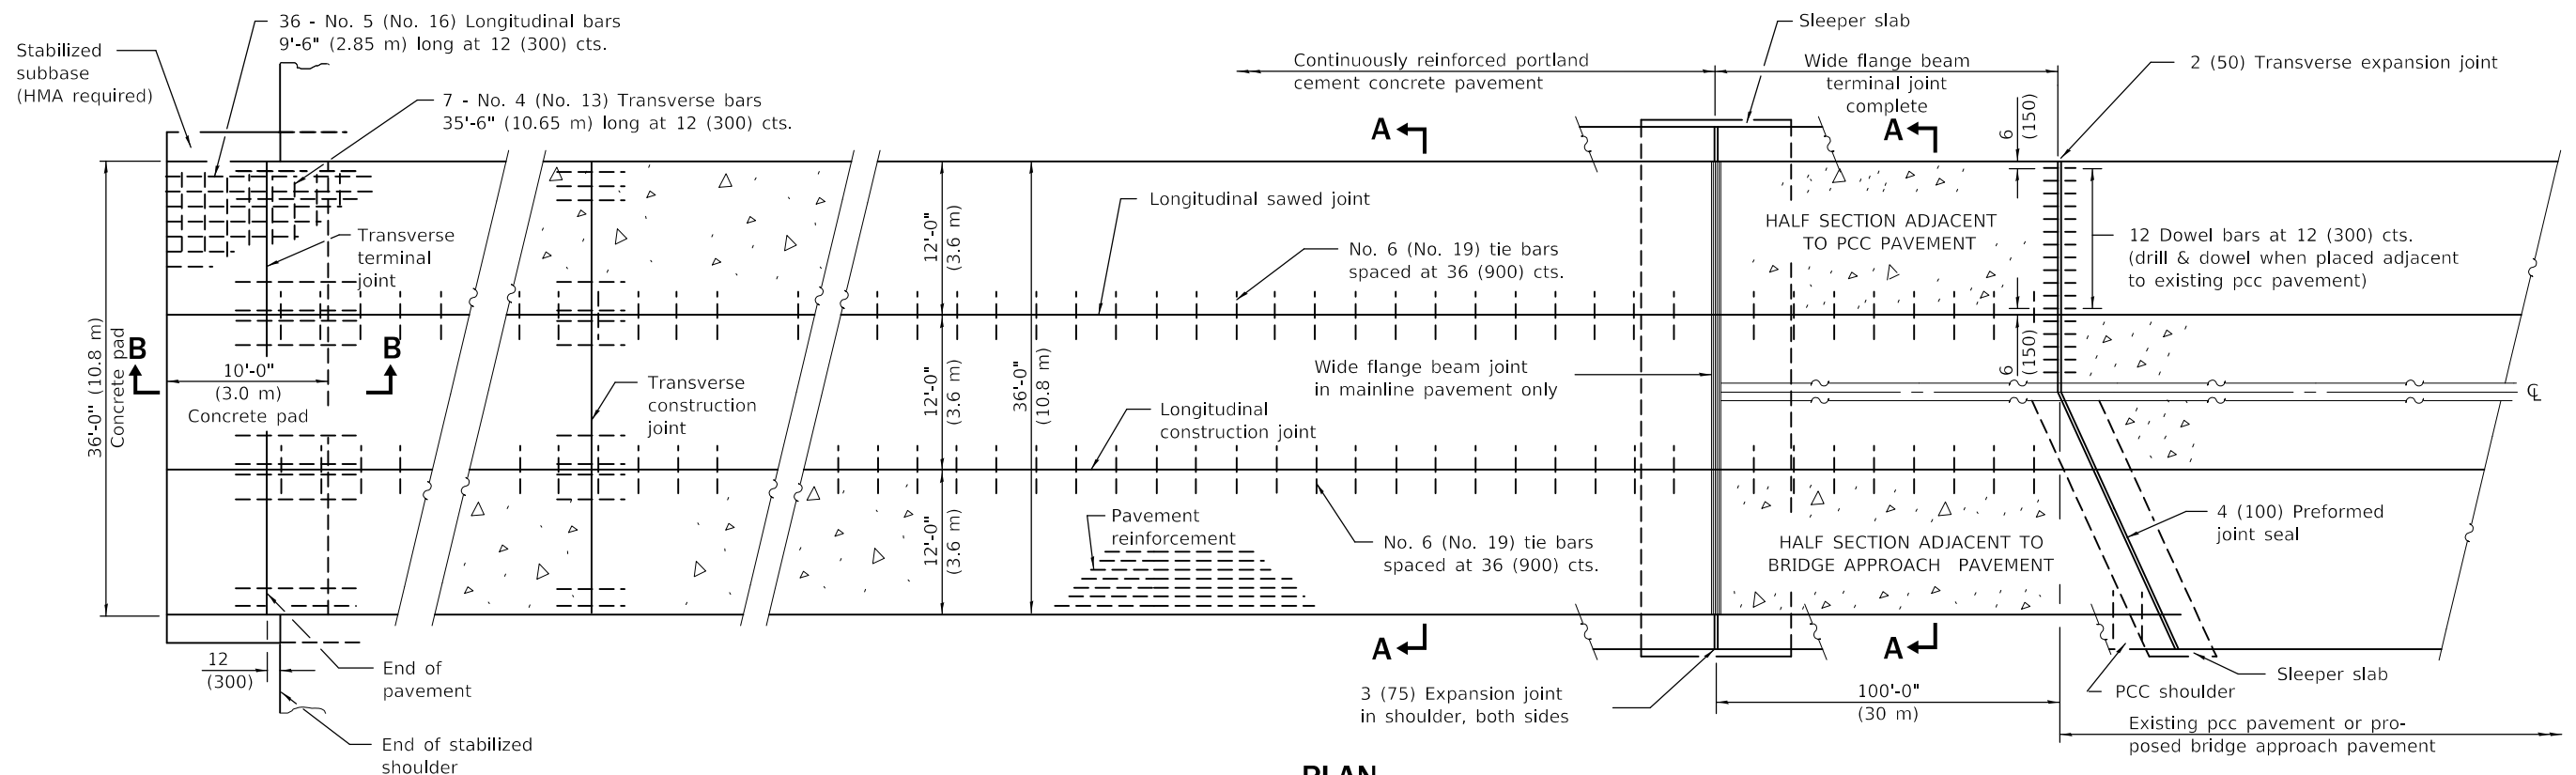 36 - No. 5 (No. 16) Longitudinal bars
9'-6" (2.85 m) long at 12 (300) cts.
Stabilized
subbase
(HMA required)
7 - No. 4 (No. 13) Transverse bars
35'-6" (10.65 m) long at 12 (300) cts.
Sleeper slab
Continuously reinforced portland
cement concrete pavement
Wide flange beam
terminal joint
complete
2 (50) Transverse expansion joint
A
A
6
(150)
Transverse
terminal
joint
12'-0"
(3.6 m)
Longitudinal sawed joint
No. 6 (No. 19) tie bars
spaced at 36 (900) cts.
HALF SECTION ADJACENT
TO PCC PAVEMENT
12 Dowel bars at 12 (300) cts.
(drill & dowel when placed adjacent
to existing pcc pavement)
36'-0" (10.8 m)
Concrete pad
B
B
10'-0"
(3.0 m)
Concrete pad
Transverse
construction
joint
12'-0"
(3.6 m)
36'-0"
(10.8 m)
Wide flange beam joint
in mainline pavement only
6
(150)
℄
Longitudinal
construction joint
12'-0"
(3.6 m)
Pavement
reinforcement
No. 6 (No. 19) tie bars
spaced at 36 (900) cts.
HALF SECTION ADJACENT TO
BRIDGE APPROACH PAVEMENT
4 (100) Preformed
joint seal
A
A
12
(300)
End of
pavement
3 (75) Expansion joint
in shoulder, both sides
100'-0"
(30 m)
Sleeper slab
PCC shoulder
End of stabilized
shoulder
Existing pcc pavement or pro-
posed bridge approach pavement
PLAN